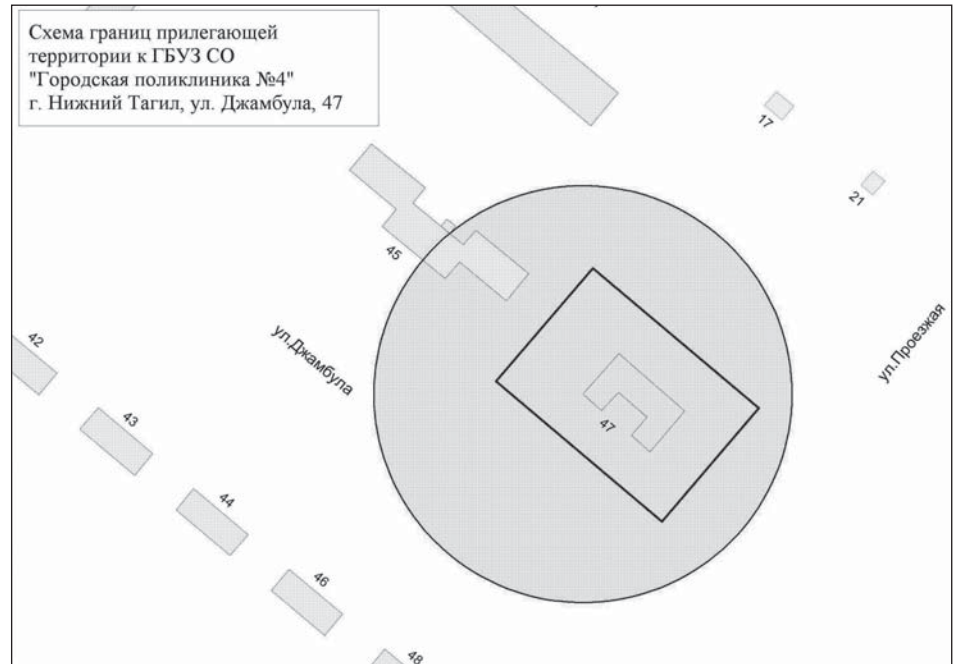 Схема границ прилегающей
территории к ГБУЗ СО
"Городская поликлиника №4"
г. Нижний Тагил, ул. Джамбула, 47
17
21
45
ул.Джамбула
ул.Проезжая
42
43
47
44
46
48